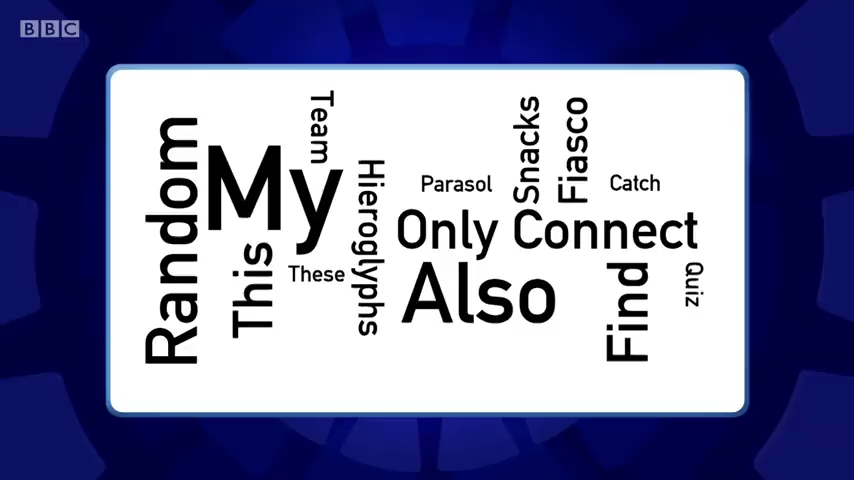 BBC
Random
My
Team
This
These
Hieroglyphs
Parasol
Snacks
Fiasco
Catch
Only Connect
Also
Find
Quiz